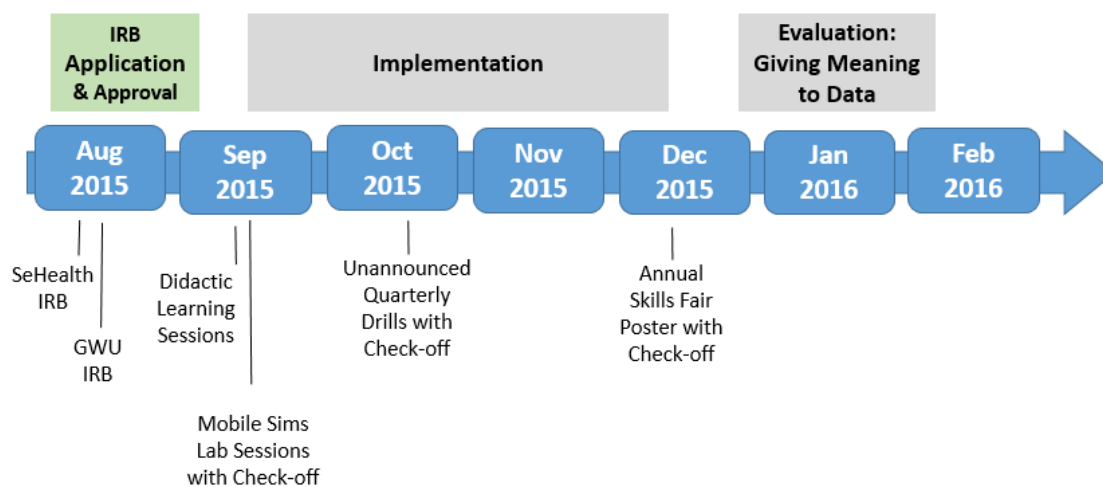 IRB
Application
& Approval
Implementation
Evaluation:
Giving Meaning
to Data
Aug
2015
Sep
2015
Oct
2015
Nov
2015
Dec
2015
Jan
2016
Feb
2016
SeHealth
IRB
GWU
IRB
Didactic
Learning
Sessions
Mobile Sims
Lab Sessions
with Check-off
Unannounced
Quarterly
Drills with
Check-off
Annual
Skills Fair
Poster with
Check-off